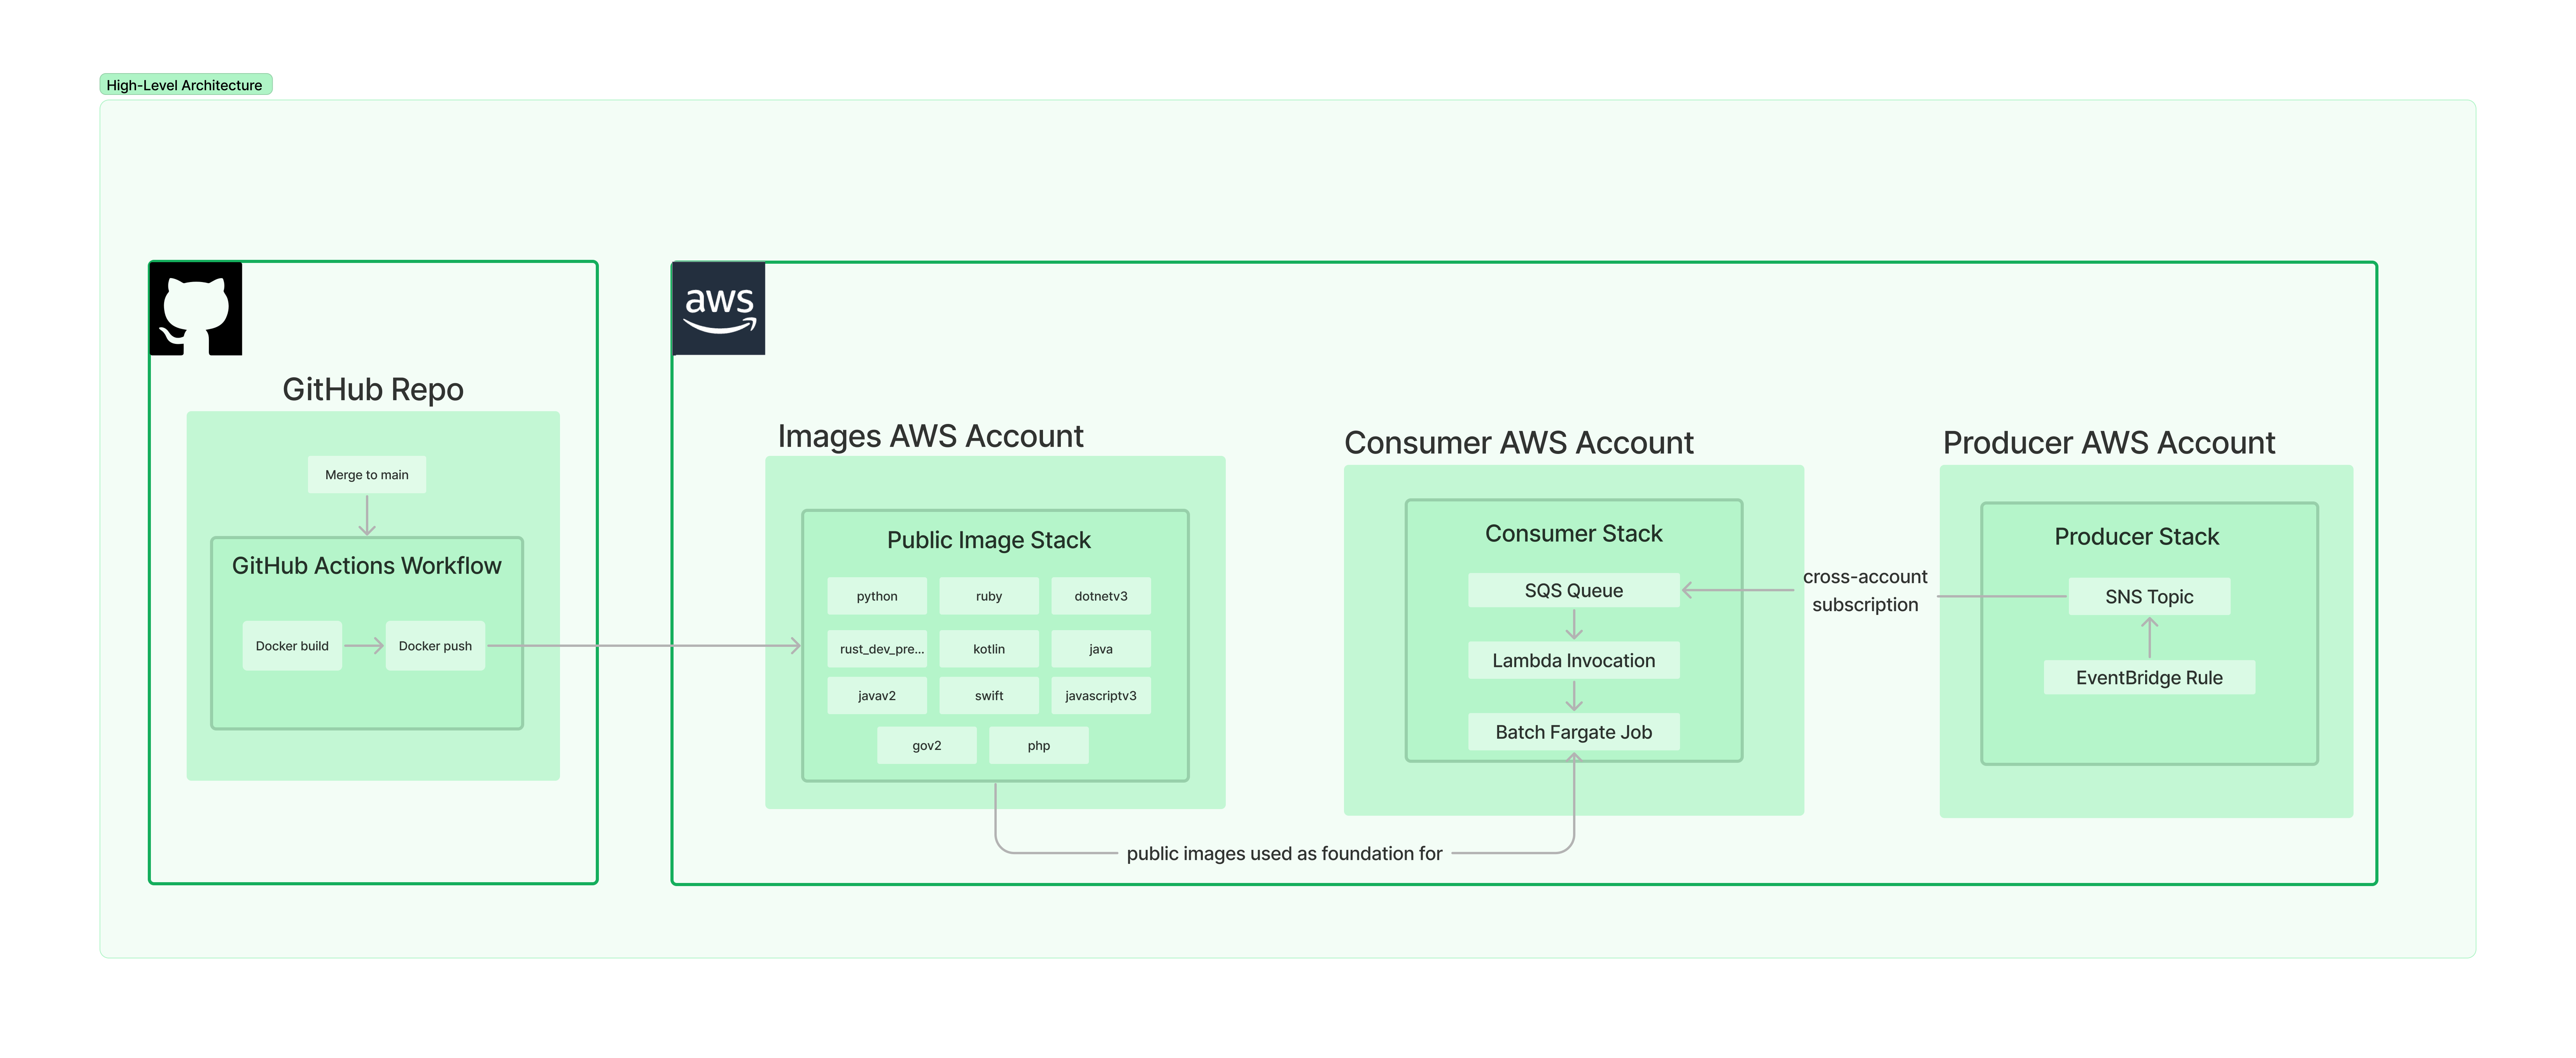 High-Level Architecture
GitHub Repo
Merge to main
GitHub Actions Workflow
Docker build
Docker push
aws
Images AWS Account
Public Image Stack
python
ruby
dotnetv3
rust_dev_pre...
kotlin
java
javav2
swift
javascriptv3
gov2
php
public images used as foundation for
Consumer AWS Account
Consumer Stack
SQS Queue
Lambda Invocation
Batch Fargate Job
cross-account
subscription
Producer AWS Account
Producer Stack
SNS Topic
EventBridge Rule